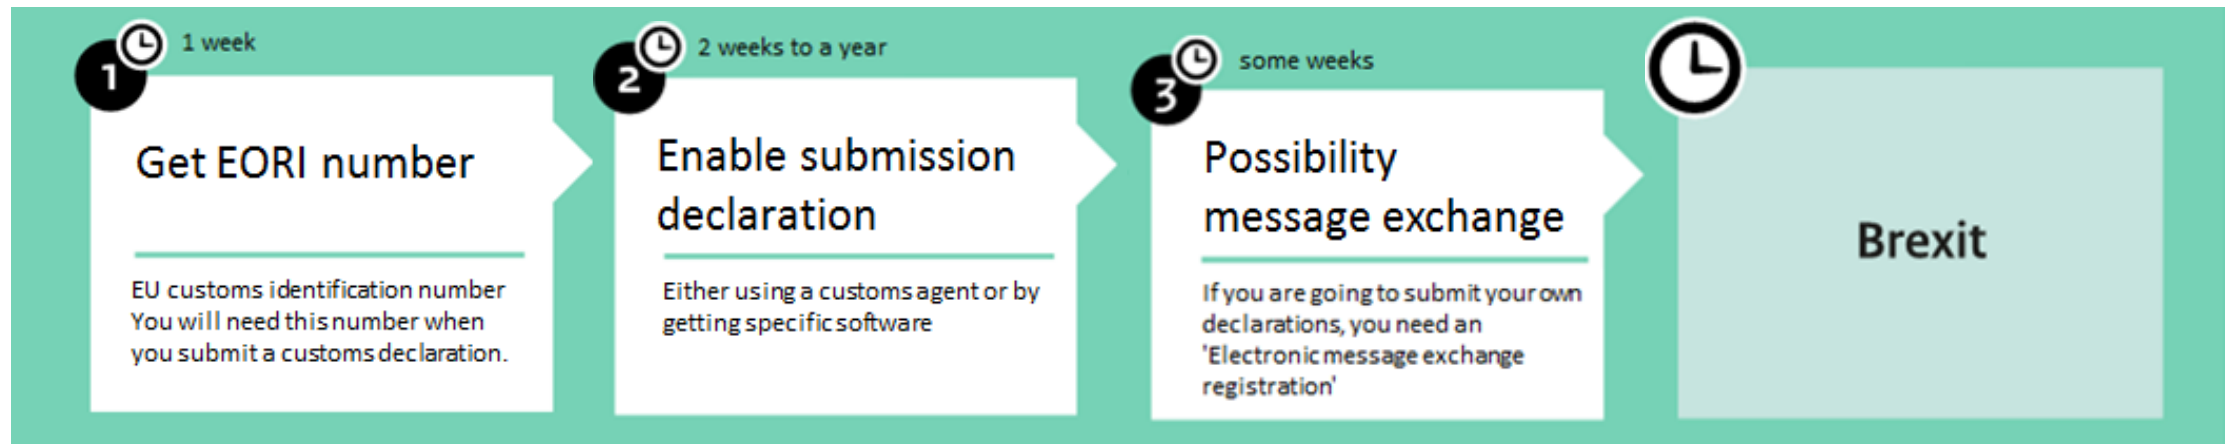 1
1 week
Get EORI number
EU customs identification number
You will need this number when
you submit a customs declaration.
2
2 weeks to a year
Enable submission
declaration
Either using a customs agent or by
getting specific software
3
some weeks
Possibility
message exchange
If you are going to submit your own
declarations, you need an
'Electronic message exchange
registration'
Brexit